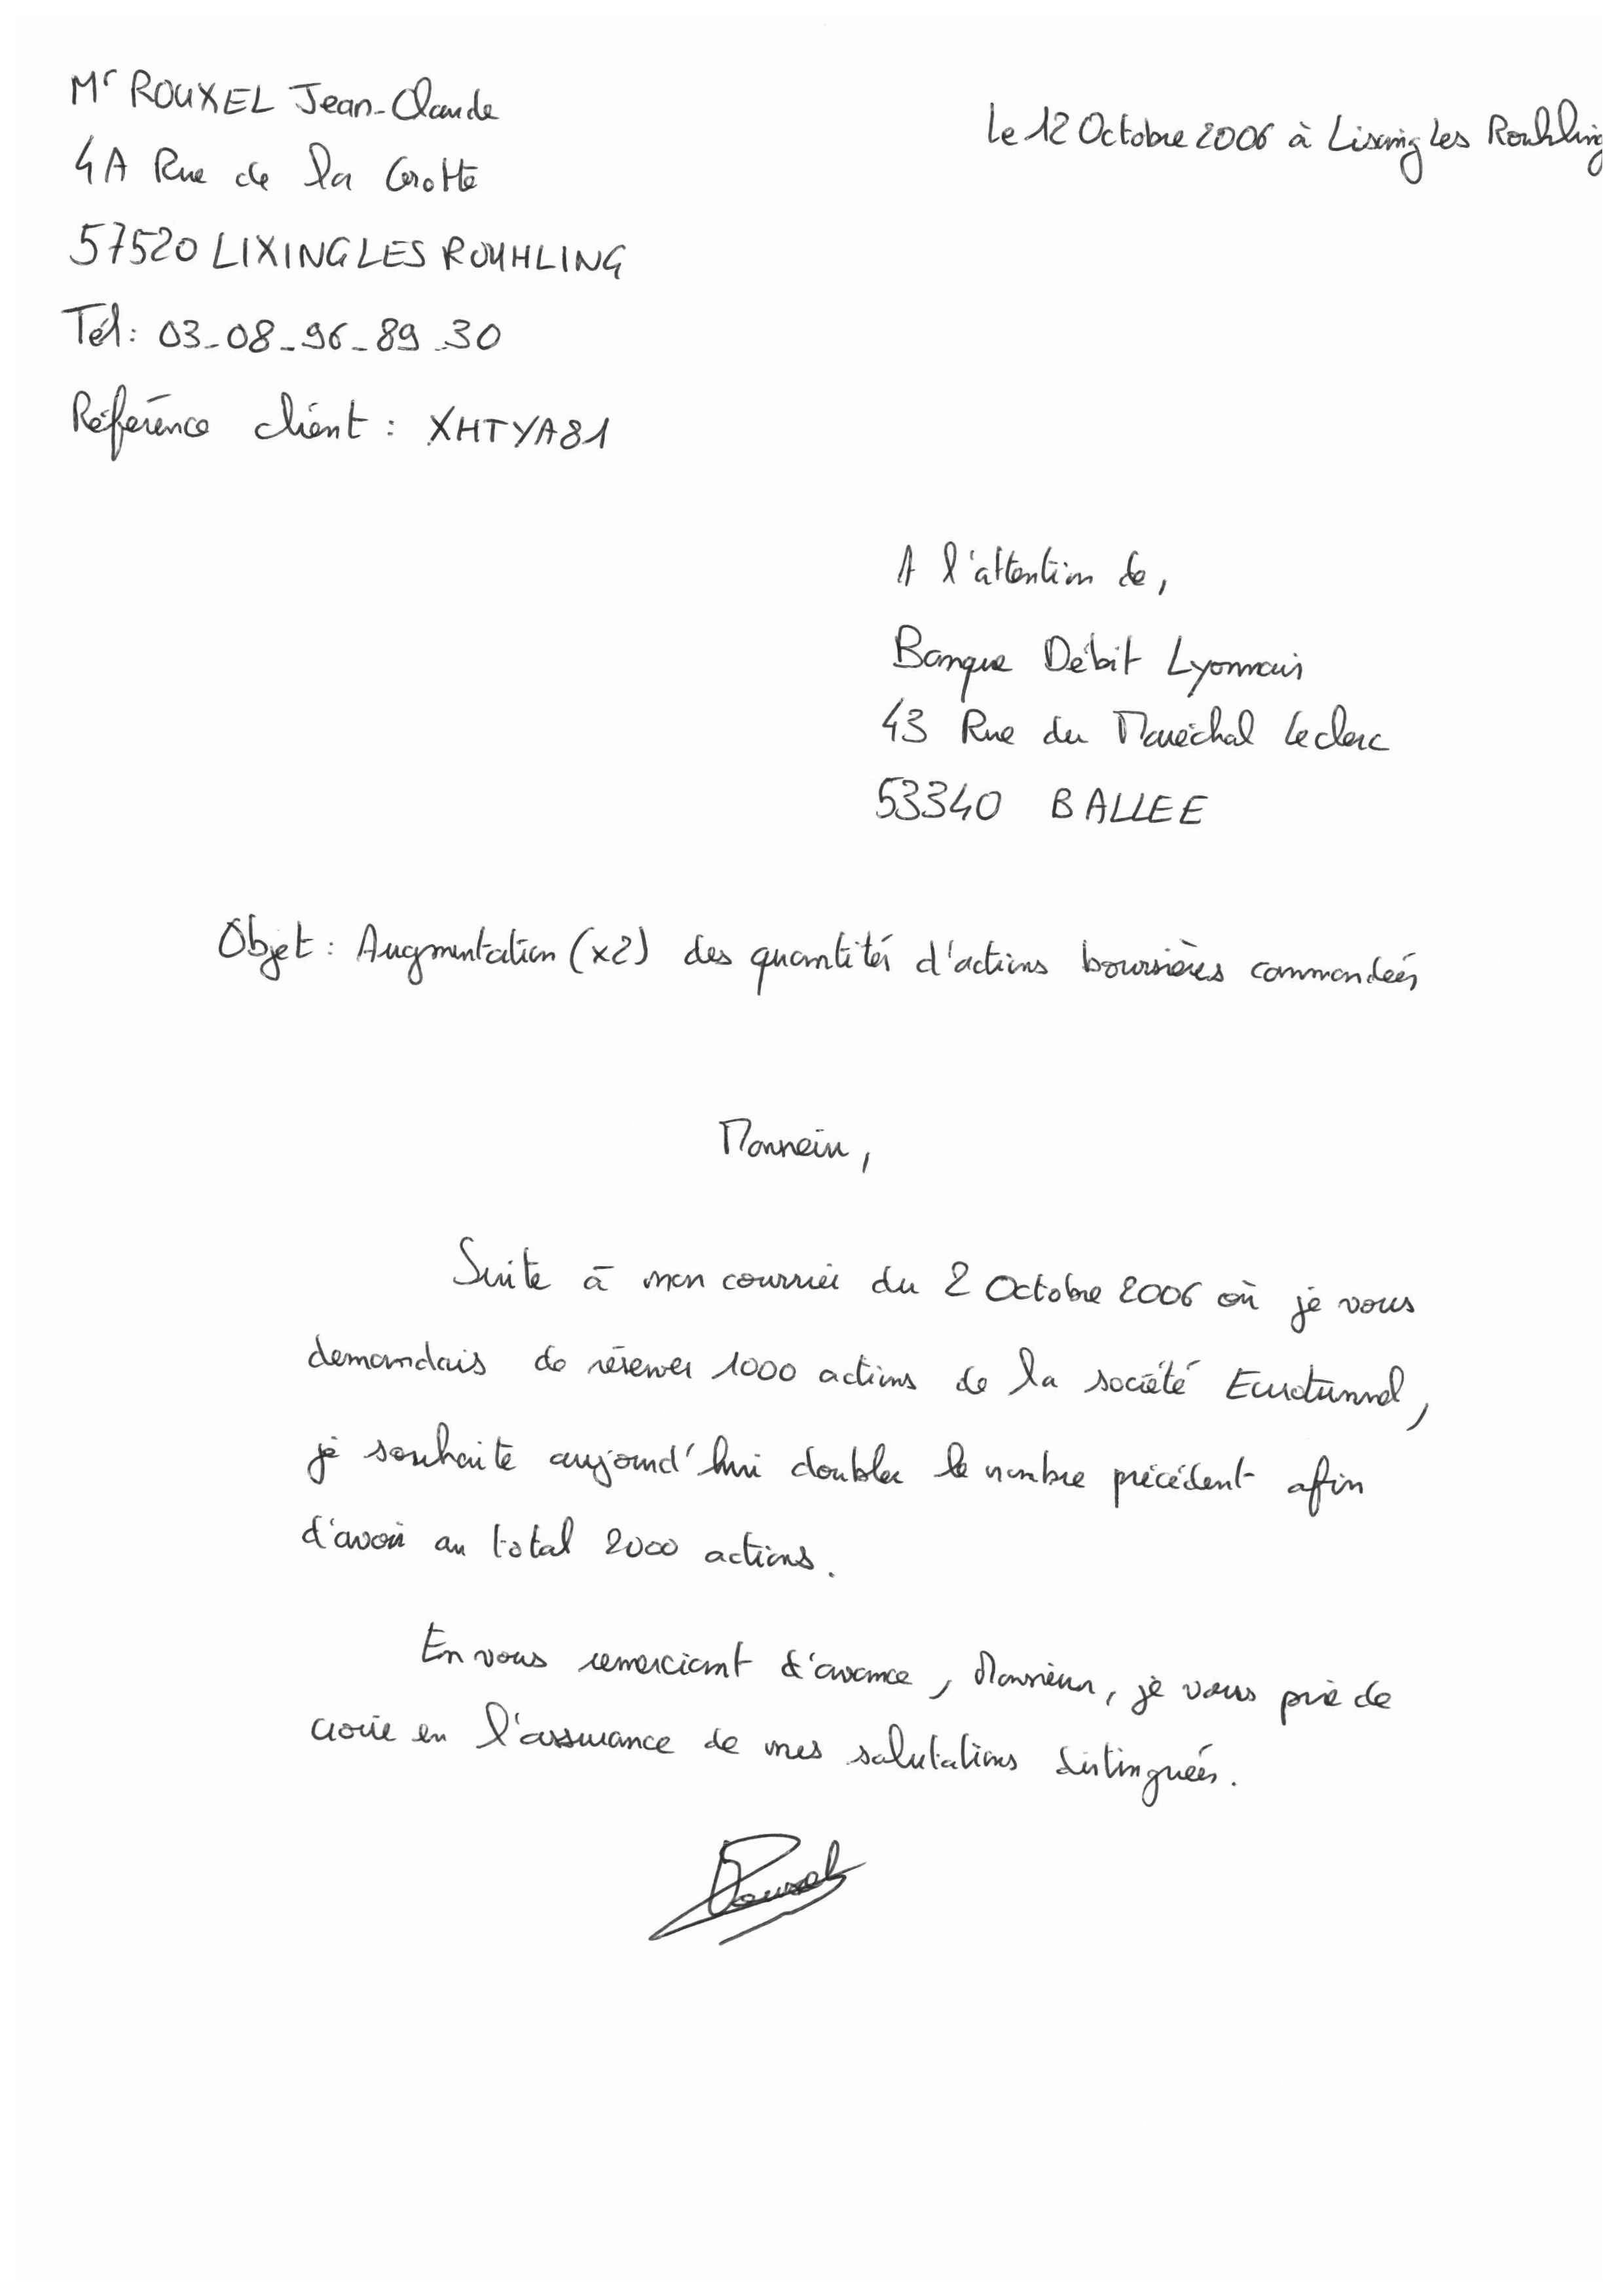 Mr ROUXEL Jean-Claude
Le 12 Octobre 2006 à Lixing Les Rouhling
4A Rue de la Grotte
57520 LIXING LES ROUHLING
Tél: 03-08-96-89-30
Référence client : XHTYA81
A l'attention de,
Banque Débit Lyonnais
43 Rue du Maréchal Leclerc
53340 BALLEE
Objet : Augmentation (x2) des quantités d'actions boursières commandées
Monsieur,
Suite à mon courrier du 2 Octobre 2006 où je vous
demandais de réserver 1000 actions de la société Eurotunnel,
je souhaite aujourd'hui doubler le nombre précédent afin
d'avoir au total 2000 actions.
En vous remerciant d'avance, Monsieur, je vous prie de
croire en l'assurance de mes salutations distinguées.
Rouxel